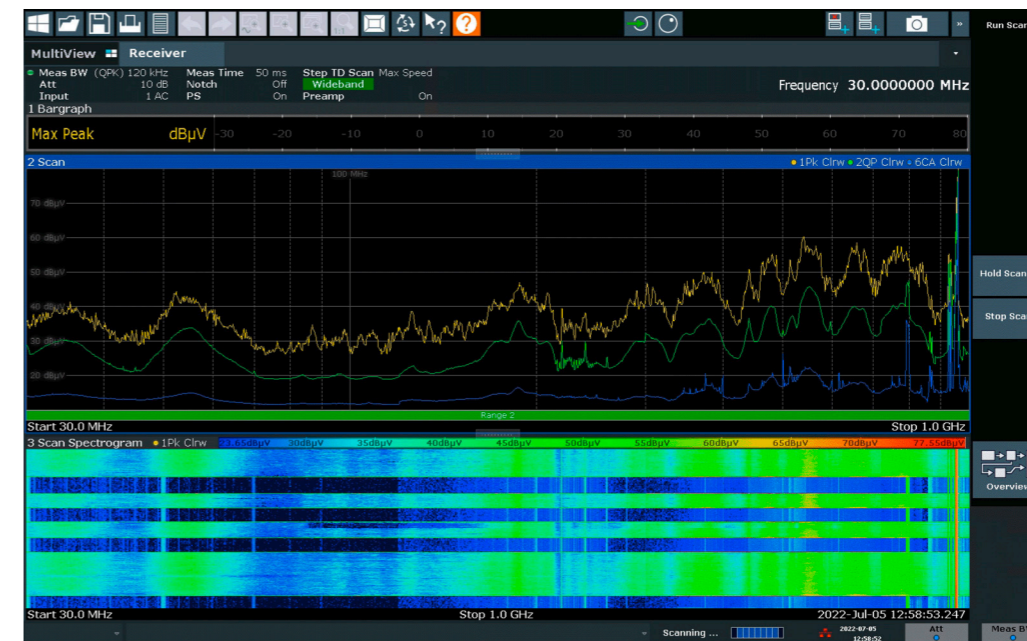 Run Scan
MultiView Receiver
Meas BW (QPK) 120 kHz Meas Time 50 ms Step TD Scan Max Speed
Att 10 dB Notch Off Wideband
Input 1 AC PS On Preamp On
Frequency 30.0000000 MHz
1 Bargraph
Max Peak dBµV -30 -20 -10 0 10 20 30 40 50 60 70 80
2 Scan 1Pk Clrw 2QP Clrw 6CA Clrw
100 MHz
70 dBµV
60 dBµV
50 dBµV
40 dBµV
30 dBµV
20 dBµV
Hold Scan
Stop Scan
Range 2
Start 30.0 MHz Stop 1.0 GHz
3 Scan Spectrogram 1Pk Clrw 23.65dBµV 30dBµV 35dBµV 40dBµV 45dBµV 50dBµV 55dBµV 60dBµV 65dBµV 70dBµV 77.55dBµV
Overview
Start 30.0 MHz Stop 1.0 GHz 2022-Jul-05 12:58:53.247
Scanning ... 2022-07-05 Att Meas B
12:58:52